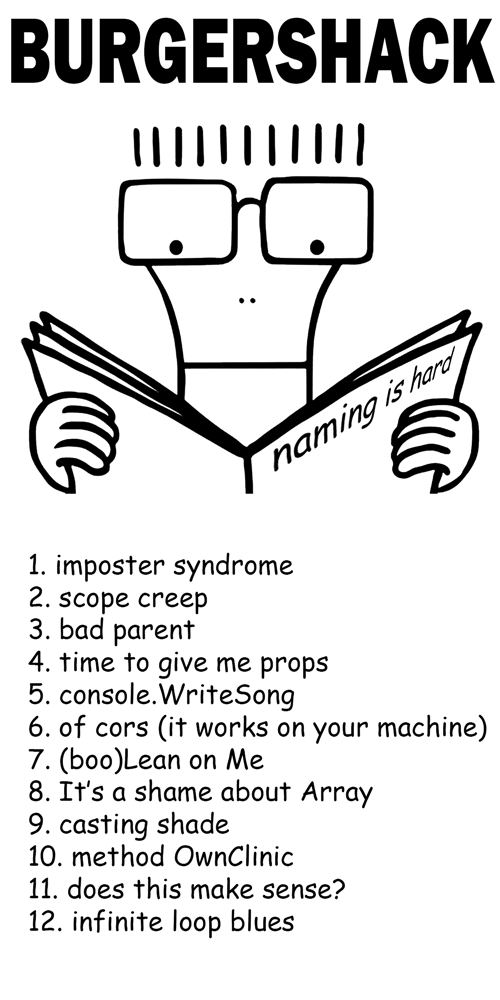 BURGERSHACK
naming is hard
1. imposter syndrome
2. scope creep
3. bad parent
4. time to give me props
5. console.WriteSong
6. of cors (it works on your machine)
7. (boo)Lean on Me
8. It's a shame about Array
9. casting shade
10. method OwnClinic
11. does this make sense?
12. infinite loop blues